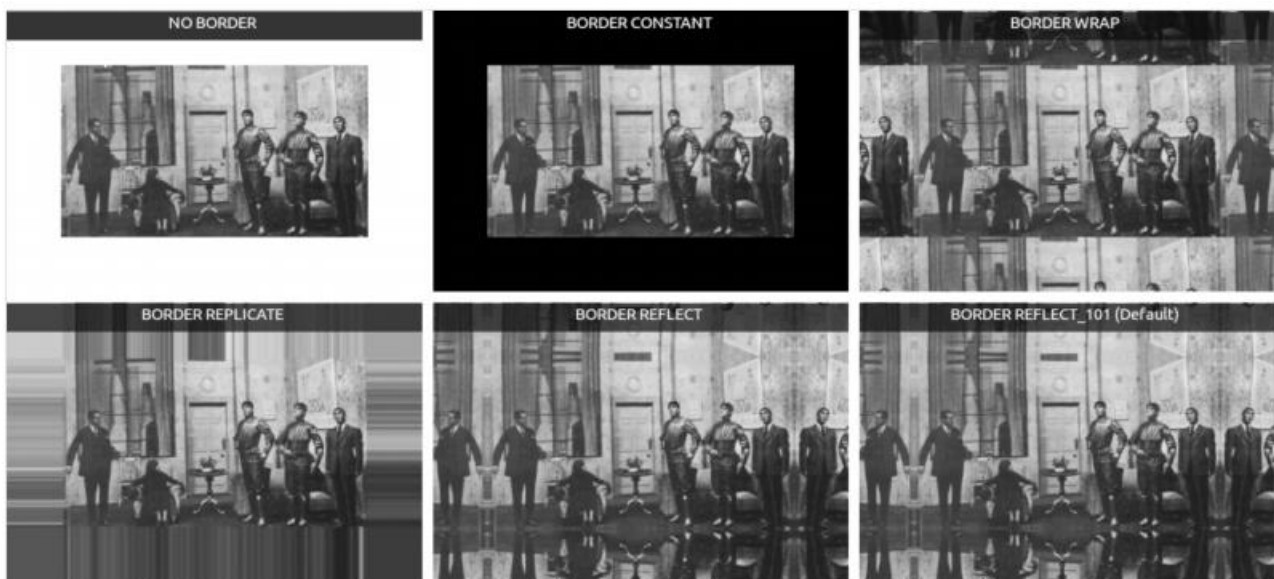 NO BORDER
BORDER CONSTANT
BORDER WRAP
BORDER REPLICATE
BORDER REFLECT
BORDER REFLECT_101 (Default)